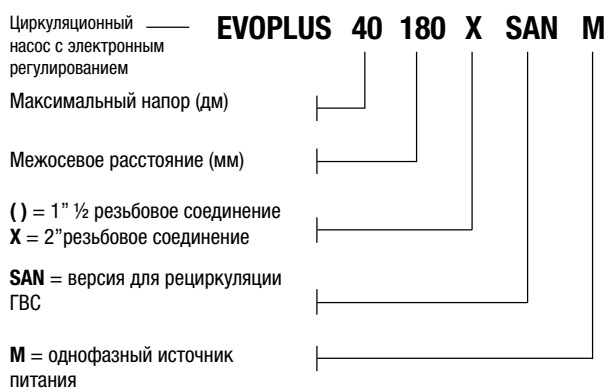 Циркуляционный
насос с электронным
регулированием
EVOPLUS 40 180 X SAN M
Максимальный напор (дм)
Межосевое расстояние (мм)
( ) = 1” ½ резьбовое соединение
X = 2”резьбовое соединение
SAN = версия для рециркуляции
ГВС
M = однофазный источник
питания